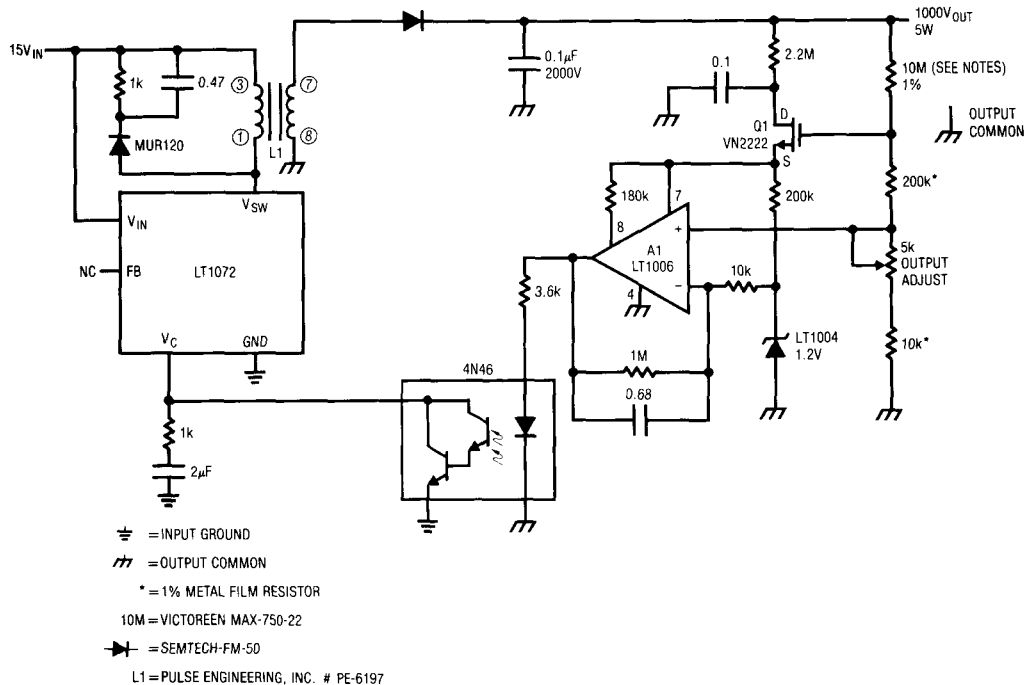 15VIN
1k
0.47
MUR120
3
1
7
8
L1
0.1µF
2000V
0.1
2.2M
1000VOUT
5W
10M (SEE NOTES)
1%
OUTPUT
COMMON
D
Q1
VN2222
S
180k
7
200k
200k*
8
VIN
VSW
FB
NC
LT1072
VC
GND
+
A1
LT1006
−
4
5k
OUTPUT
ADJUST
10k
3.6k
LT1004
1.2V
10k*
1M
0.68
4N46
1k
2µF
= INPUT GROUND
= OUTPUT COMMON
* = 1% METAL FILM RESISTOR
10M = VICTOREEN MAX-750-22
= SEMTECH-FM-50
L1 = PULSE ENGINEERING, INC. # PE-6197